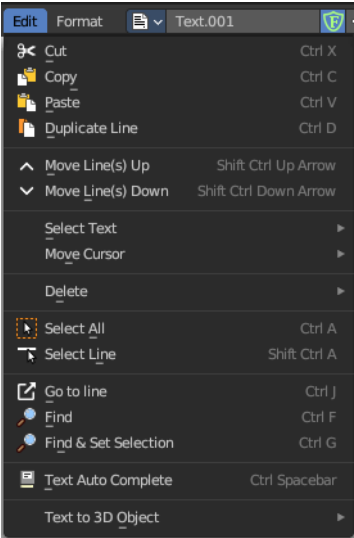 Edit Format Text.001
Cut Ctrl X
Copy Ctrl C
Paste Ctrl V
Duplicate Line Ctrl D
Move Line(s) Up Shift Ctrl Up Arrow
Move Line(s) Down Shift Ctrl Down Arrow
Select Text
Move Cursor
Delete
Select All Ctrl A
Select Line Shift Ctrl A
Go to line Ctrl J
Find Ctrl F
Find & Set Selection Ctrl G
Text Auto Complete Ctrl Spacebar
Text to 3D Object